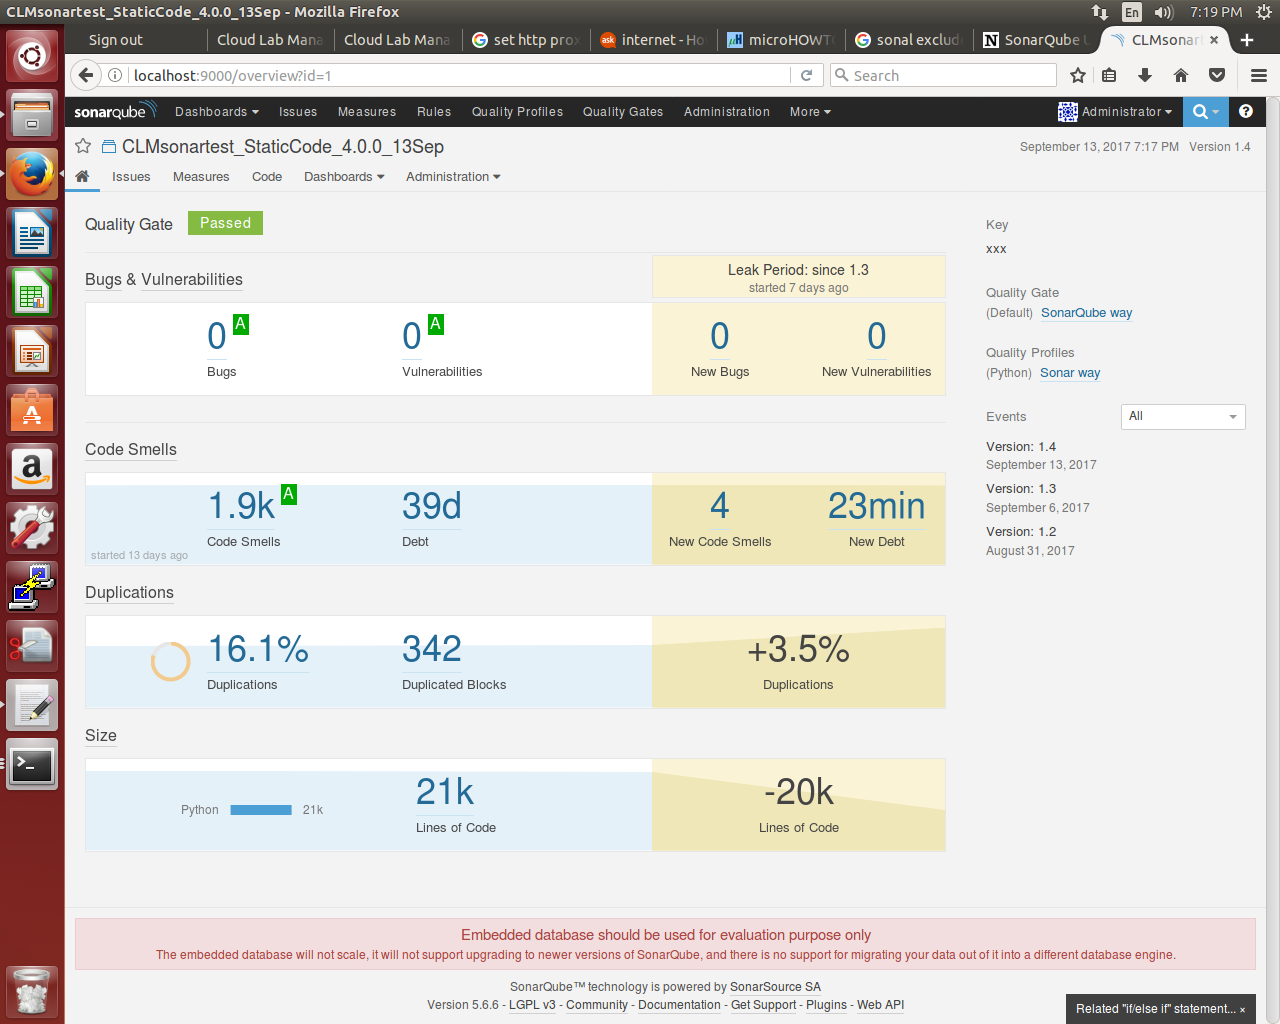 CLMsonartest_StaticCode_4.0.0_13Sep - Mozilla Firefox
En 7:19 PM
Sign out
Cloud Lab Mana
Cloud Lab Mana
set http prox
internet - Ho
microHOWTO
sonal exclud
SonarQube U
CLMsonart
localhost:9000/overview?id=1
Search
sonarqube Dashboards Issues Measures Rules Quality Profiles Quality Gates Administration More Administrator
CLMsonartest_StaticCode_4.0.0_13Sep
September 13, 2017 7:17 PM Version 1.4
Issues Measures Code Dashboards Administration
Quality Gate Passed
Bugs & Vulnerabilities
Leak Period: since 1.3
started 7 days ago
0 A
Bugs
0 A
Vulnerabilities
0
New Bugs
0
New Vulnerabilities
Code Smells
1.9k A
Code Smells
39d
Debt
started 13 days ago
4
New Code Smells
23min
New Debt
Duplications
16.1%
Duplications
342
Duplicated Blocks
+3.5%
Duplications
Size
Python 21k
21k
Lines of Code
-20k
Lines of Code
Key
xxx
Quality Gate
(Default) SonarQube way
Quality Profiles
(Python) Sonar way
Events All
Version: 1.4
September 13, 2017
Version: 1.3
September 6, 2017
Version: 1.2
August 31, 2017
Embedded database should be used for evaluation purpose only
The embedded database will not scale, it will not support upgrading to newer versions of SonarQube, and there is no support for migrating your data out of it into a different database engine.
SonarQube™ technology is powered by SonarSource SA
Version 5.6.6 - LGPL v3 - Community - Documentation - Get Support - Plugins - Web API
Related "if/else if" statement... ×